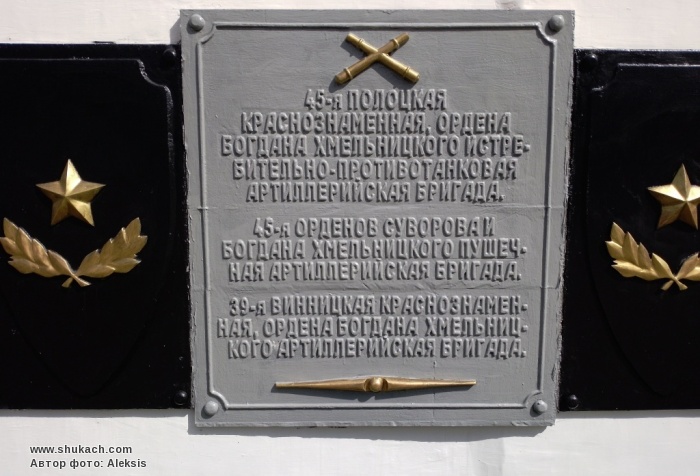 45-я ПОЛОЦКАЯ
КРАСНОЗНАМЕННАЯ, ОРДЕНА
БОГДАНА ХМЕЛЬНИЦКОГО ИСТРЕ-
БИТЕЛЬНО-ПРОТИВОТАНКОВАЯ
АРТИЛЛЕРИЙСКАЯ БРИГАДА.
45-я ОРДЕНОВ СУВОРОВА И
БОГДАНА ХМЕЛЬНИЦКОГО ПУШЕЧ-
НАЯ АРТИЛЛЕРИЙСКАЯ БРИГАДА.
39-я ВИННИЦКАЯ КРАСНОЗНАМЕН-
НАЯ, ОРДЕНА БОГДАНА ХМЕЛЬНИЦ-
КОГО АРТИЛЛЕРИЙСКАЯ БРИГАДА.
www.shukach.com
Автор фото: Aleksis